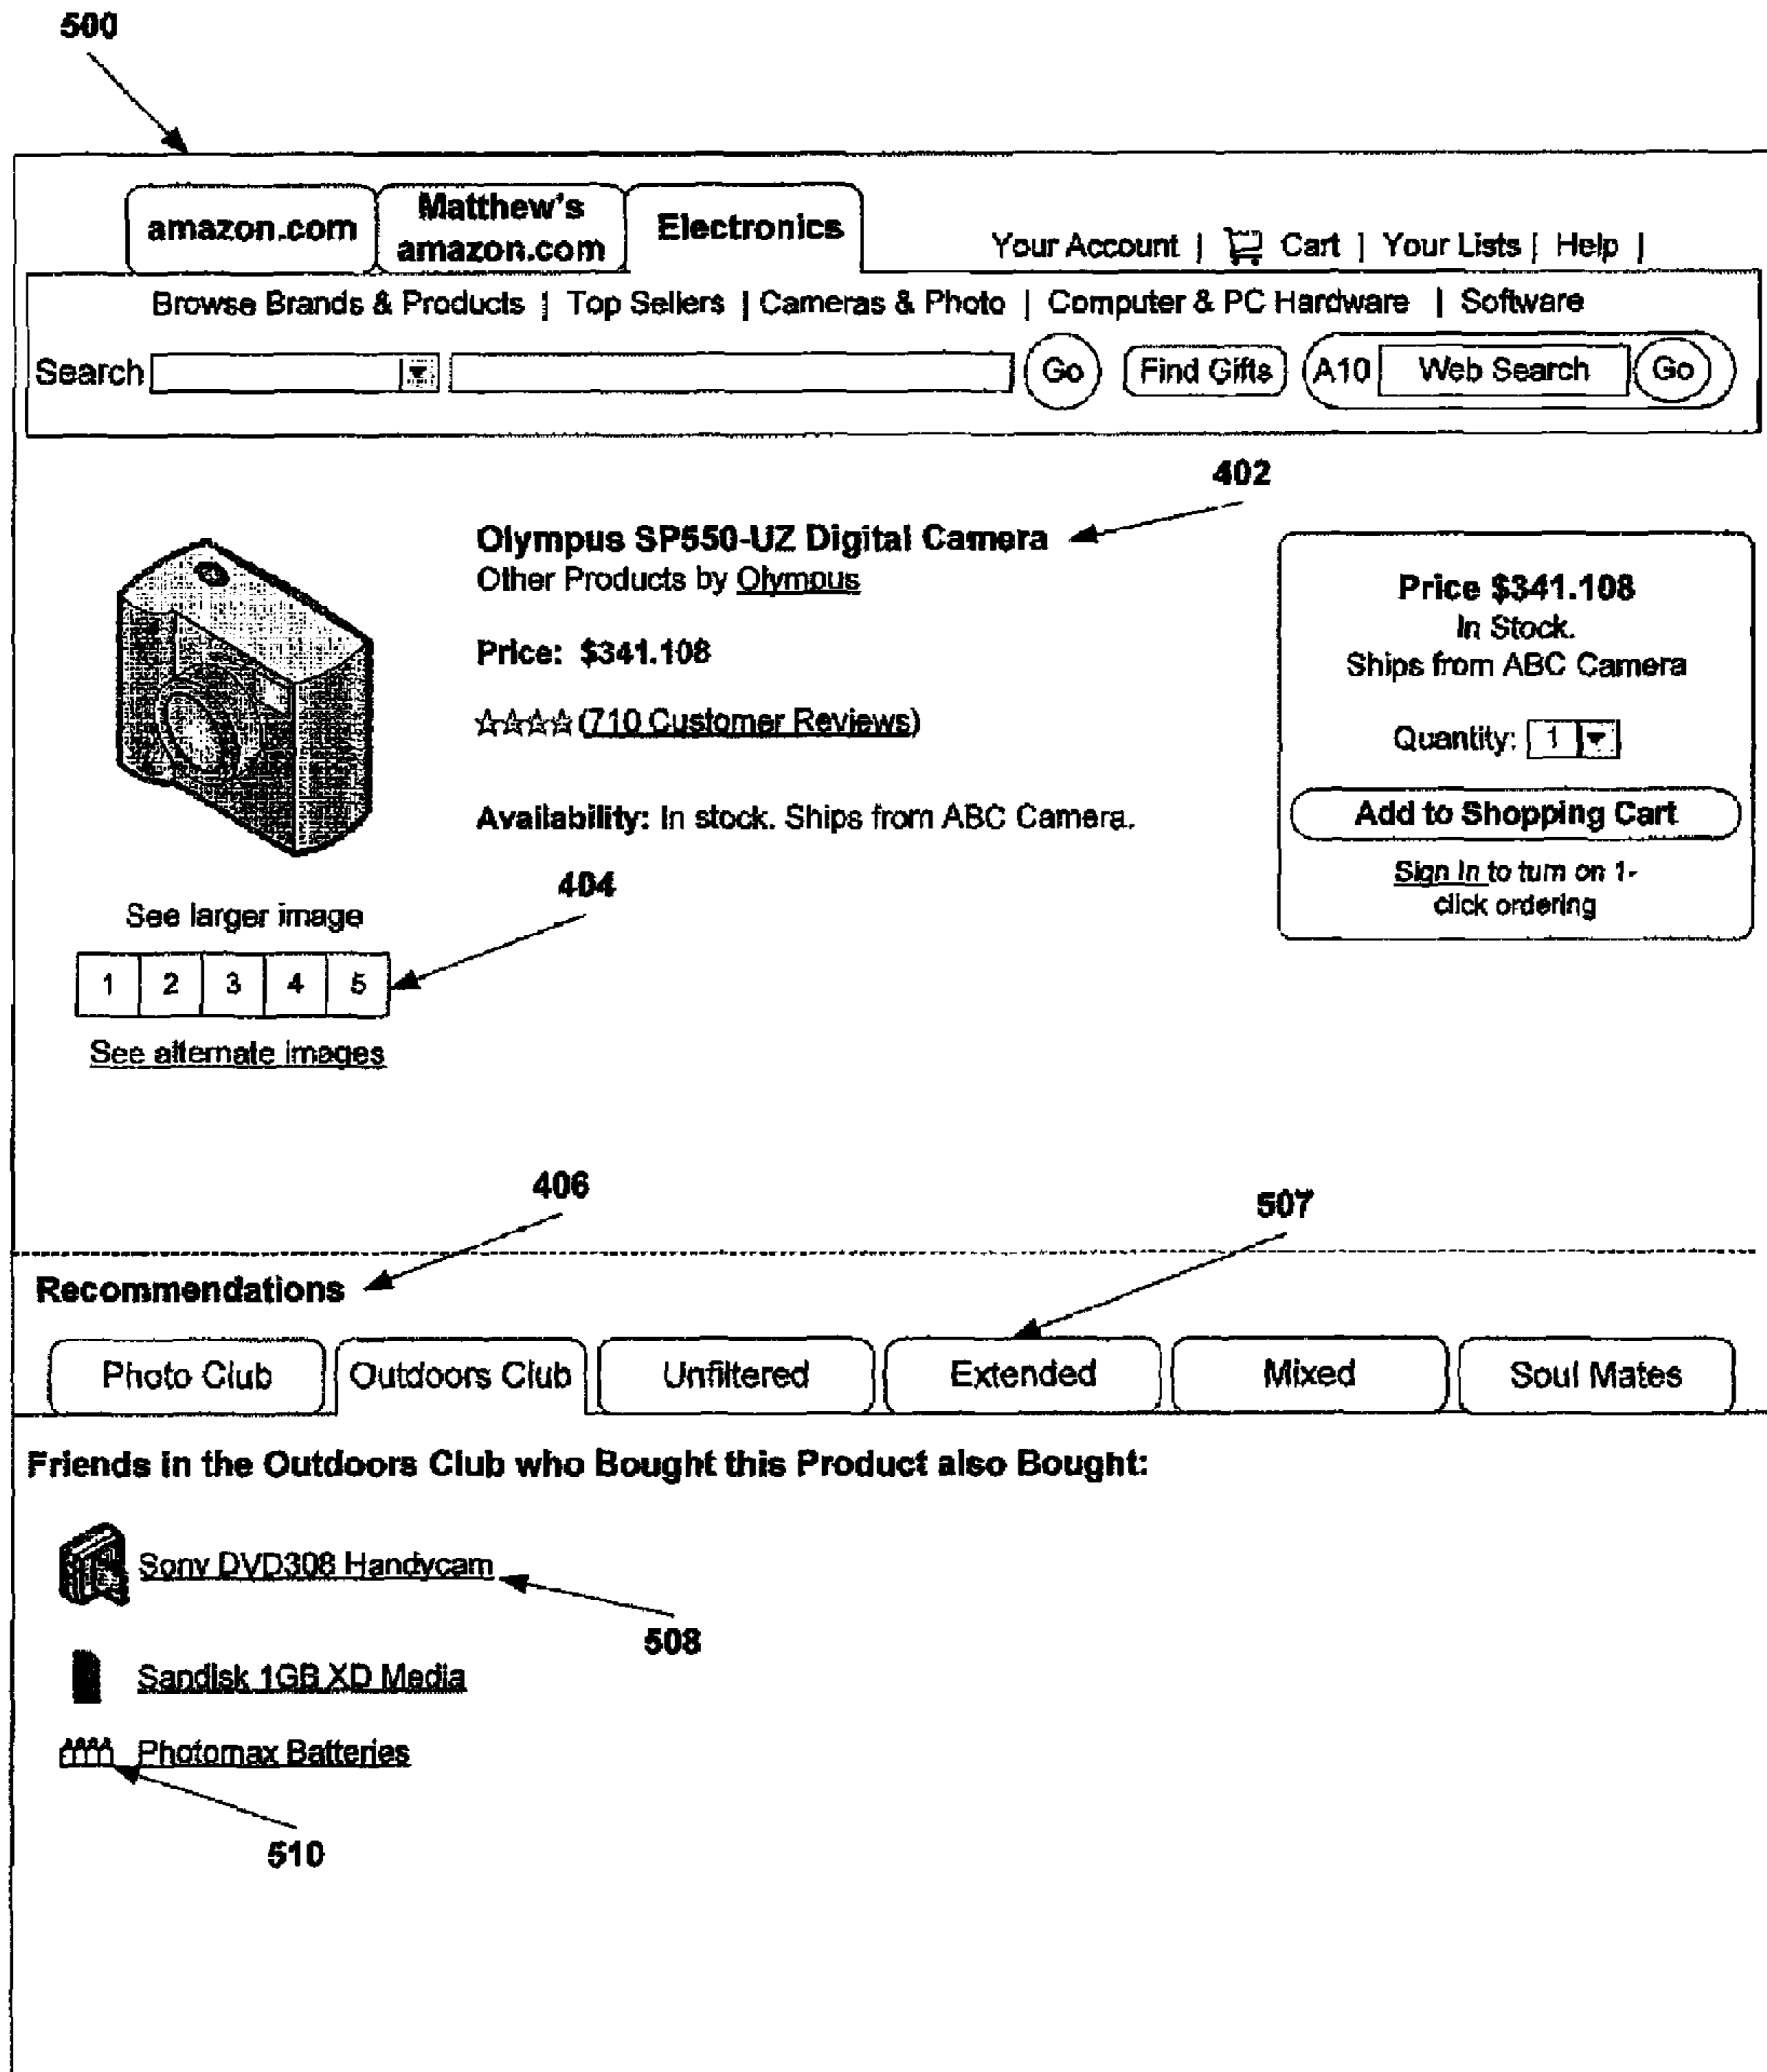 500
amazon.com
Matthew's
amazon.com
Electronics
Your Account | Cart | Your Lists | Help |
Browse Brands & Products | Top Sellers | Cameras & Photo | Computer & PC Hardware | Software
Search Go Find Gifts A10 Web Search Go
402
Olympus SP550-UZ Digital Camera
Other Products by Olympus
Price: $341.108
☆☆☆☆ (710 Customer Reviews)
Availability: In stock. Ships from ABC Camera.
Price $341.108
In Stock.
Ships from ABC Camera
Quantity: 1
Add to Shopping Cart
Sign In to turn on 1-
click ordering
404
See larger image
1 2 3 4 5
See alternate images
406
507
Recommendations
Photo Club Outdoors Club Unfiltered Extended Mixed Soul Mates
Friends in the Outdoors Club who Bought this Product also Bought:
Sony DVD308 Handycam
508
Sandisk 1GB XD Media
Photomax Batteries
510